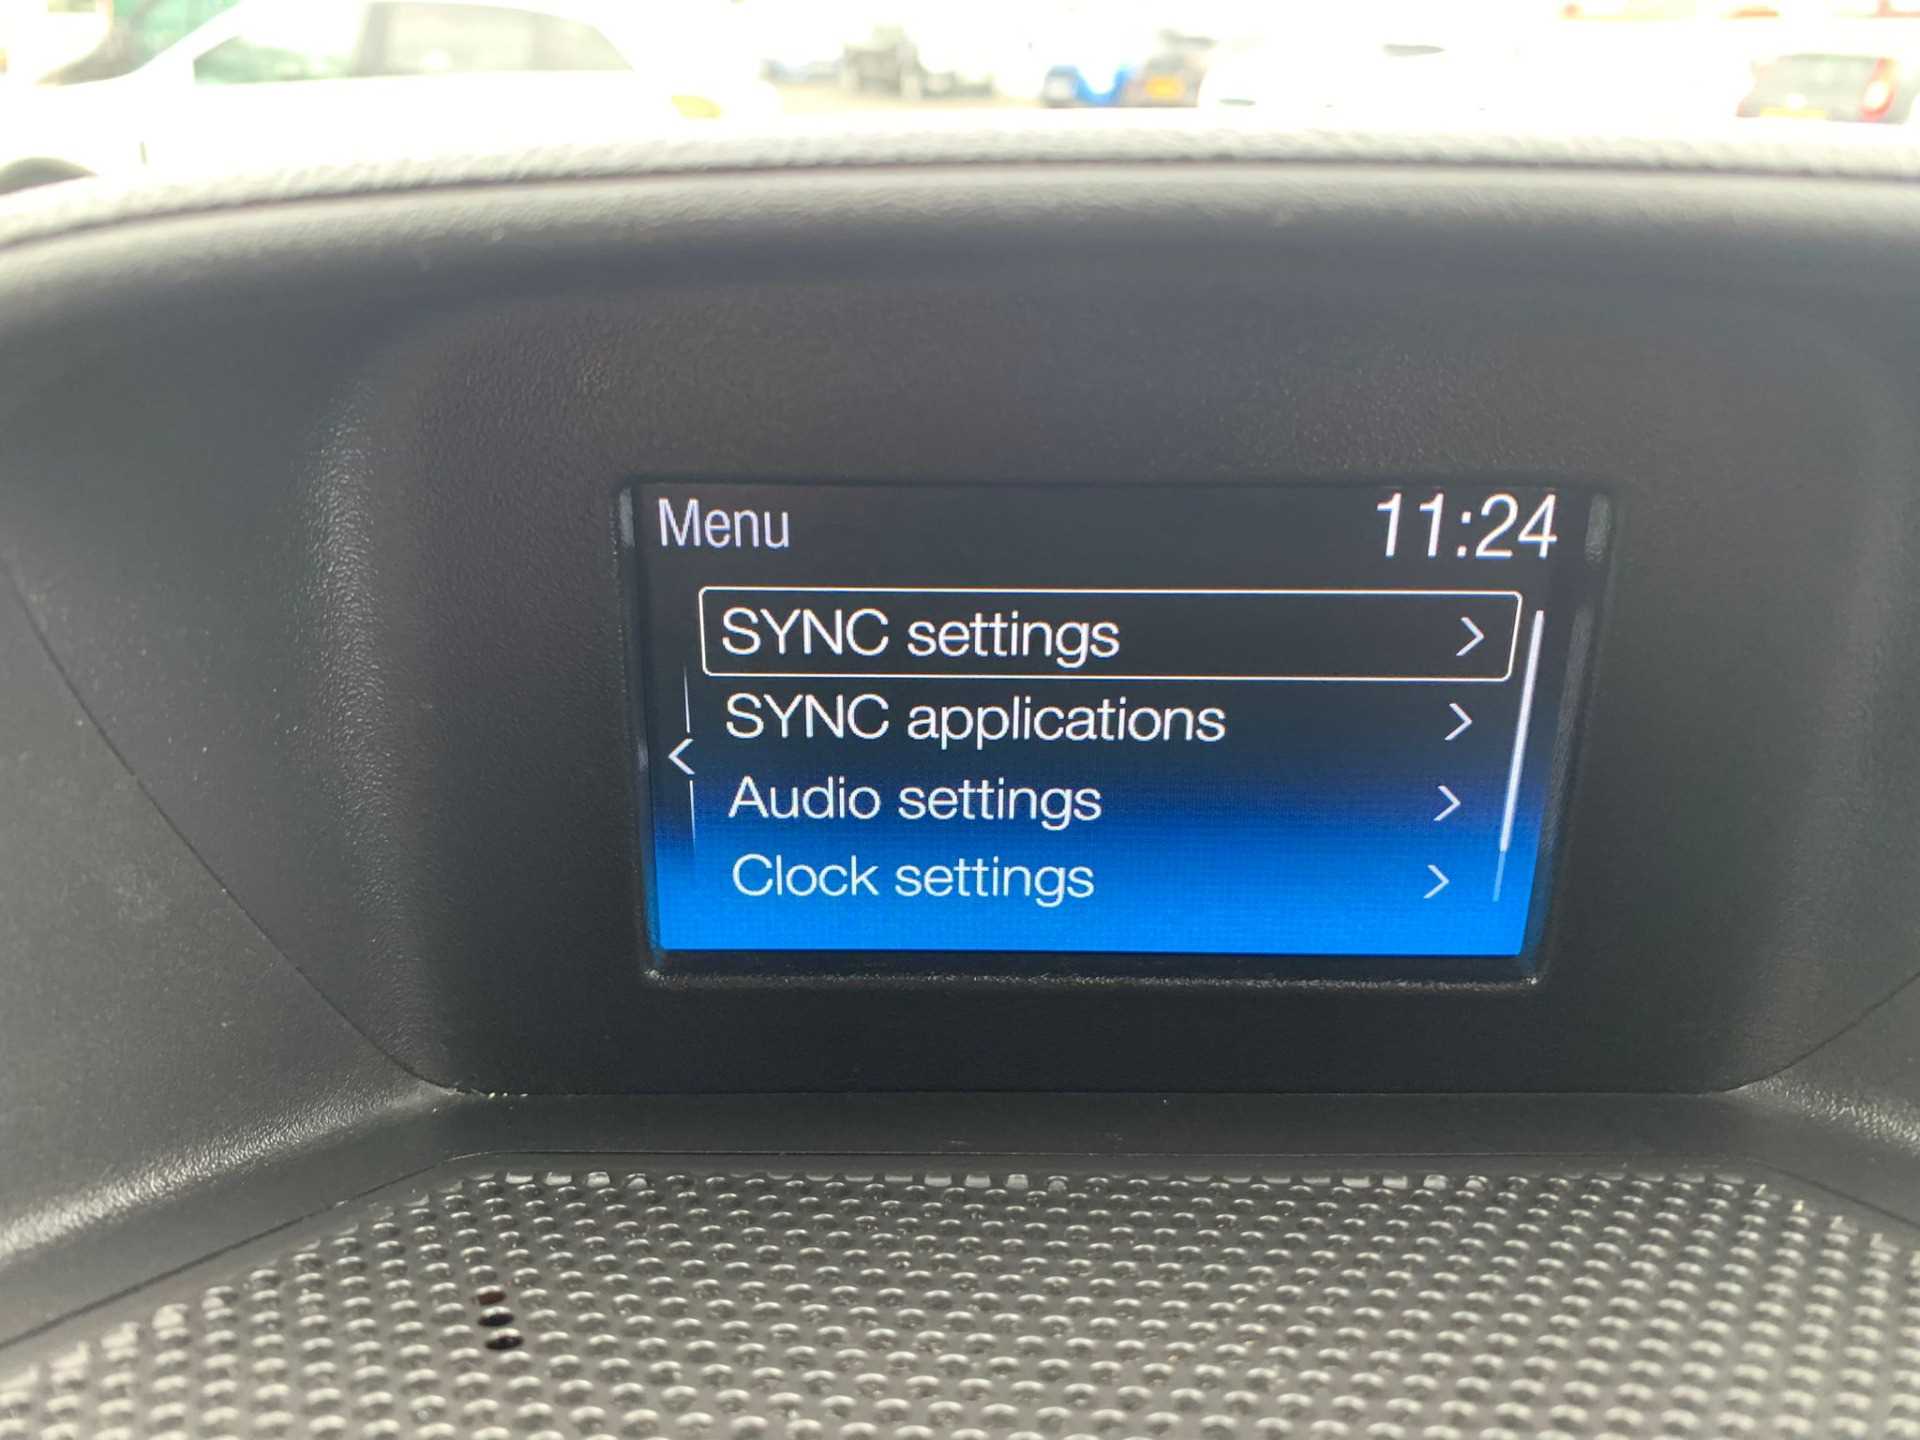 Menu 11:24
SYNC settings
SYNC applications
Audio settings
Clock settings